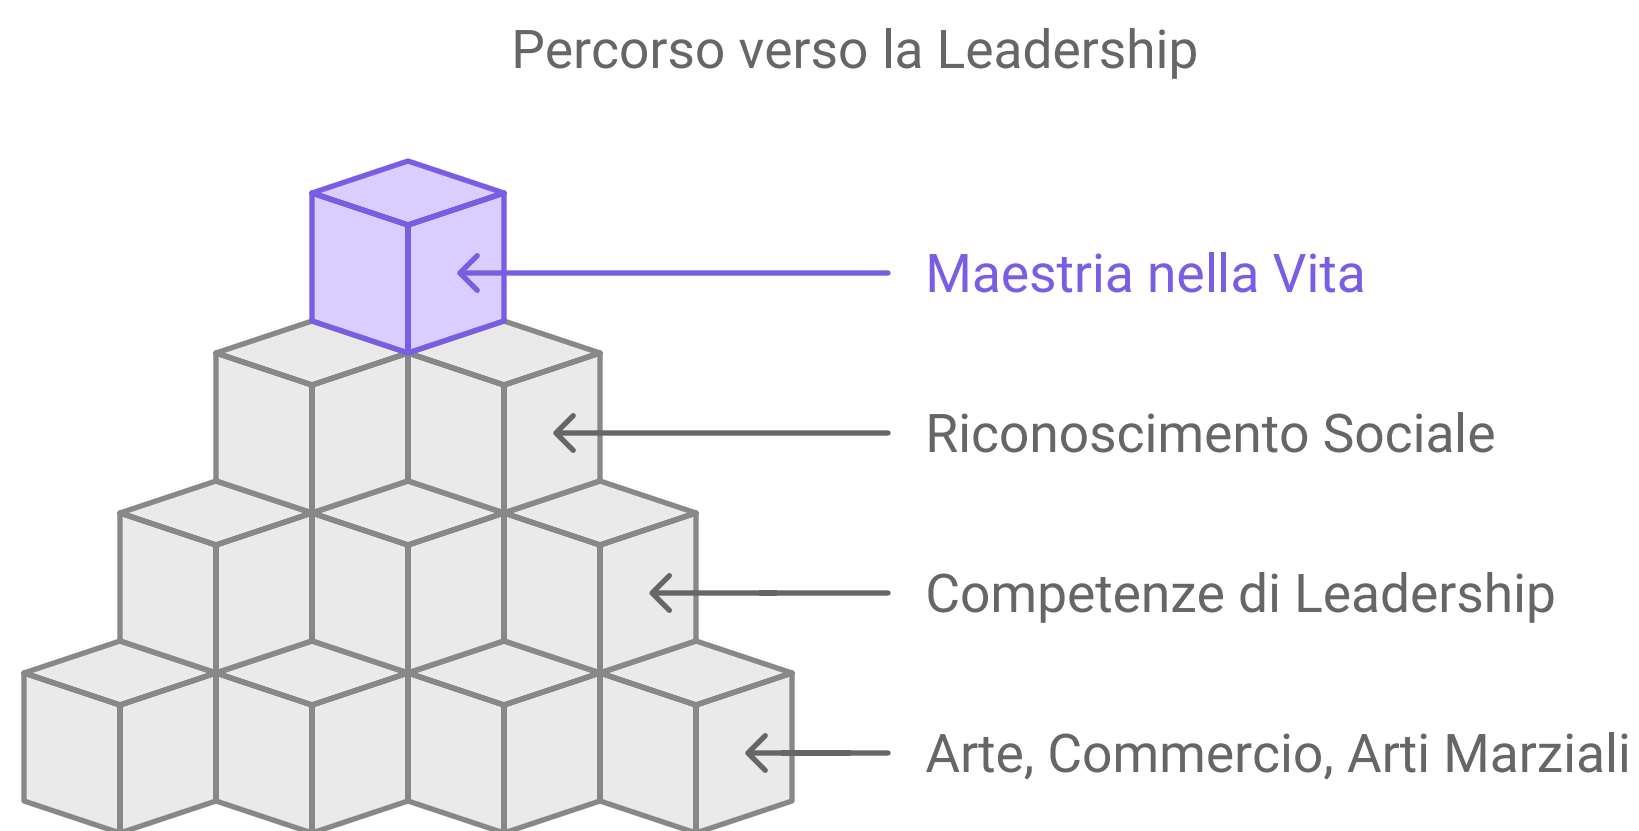 Percorso verso la Leadership
Maestria nella Vita
Riconoscimento Sociale
Competenze di Leadership
Arte, Commercio, Arti Marziali